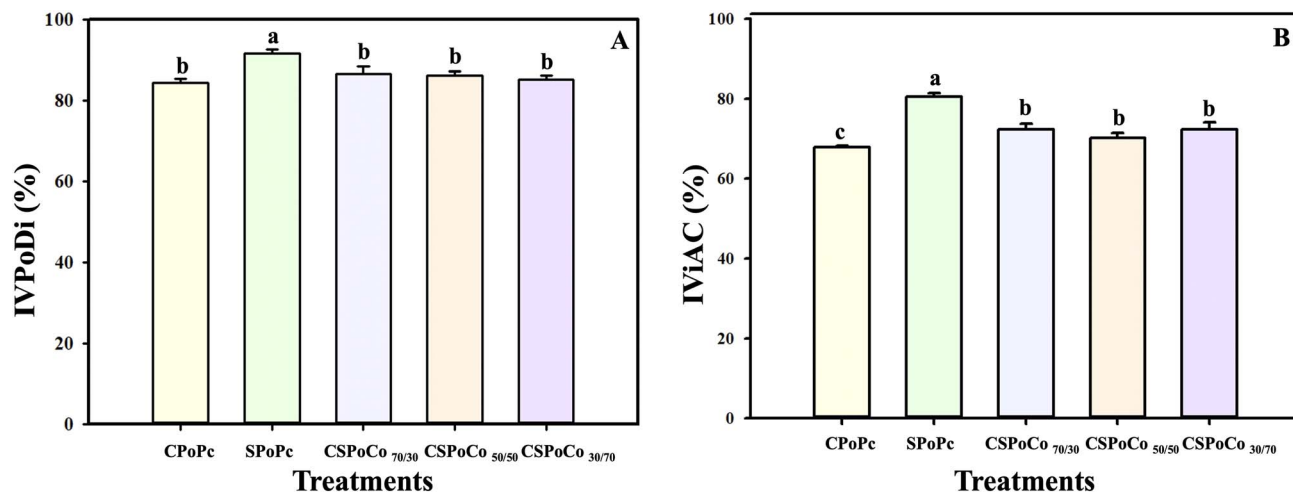 A
IVPoDi (%)
100
80
60
40
20
0
b
a
b
b
b
CPoPc
SPoPc
CSPoCo 70/30
CSPoCo 50/50
CSPoCo 30/70
Treatments
B
IViAC (%)
100
80
60
40
20
0
c
a
b
b
b
CPoPc
SPoPc
CSPoCo 70/30
CSPoCo 50/50
CSPoCo 30/70
Treatments